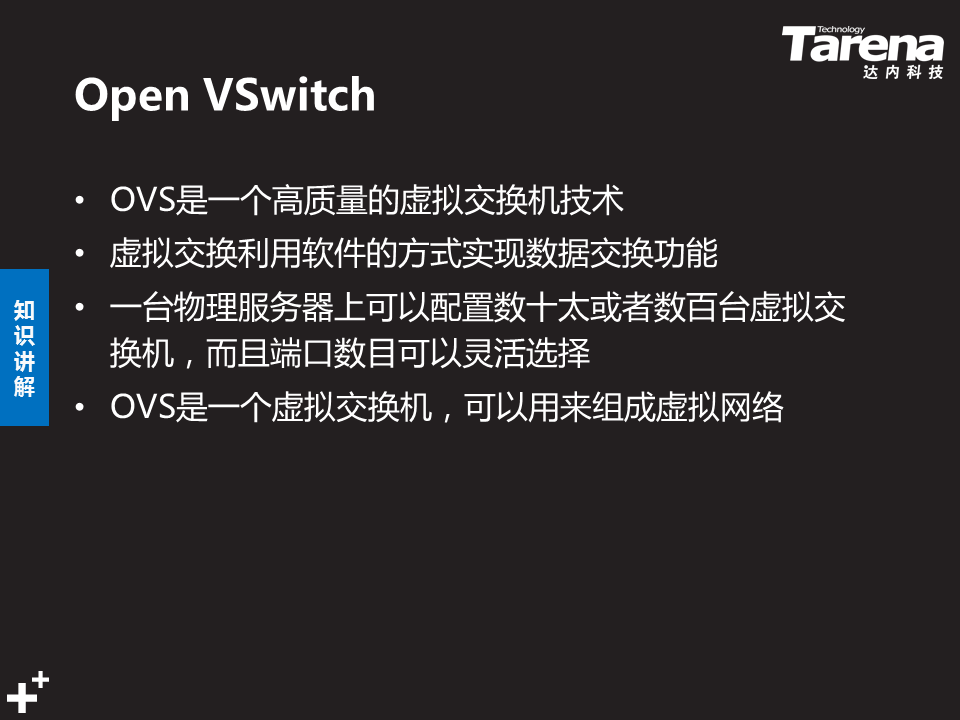 Technology
Tarena
达内科技
Open VSwitch
• OVS是一个高质量的虚拟交换机技术
• 虚拟交换利用软件的方式实现数据交换功能
• 一台物理服务器上可以配置数十太或者数百台虚拟交
换机，而且端口数目可以灵活选择
• OVS是一个虚拟交换机，可以用来组成虚拟网络
知
识
讲
解